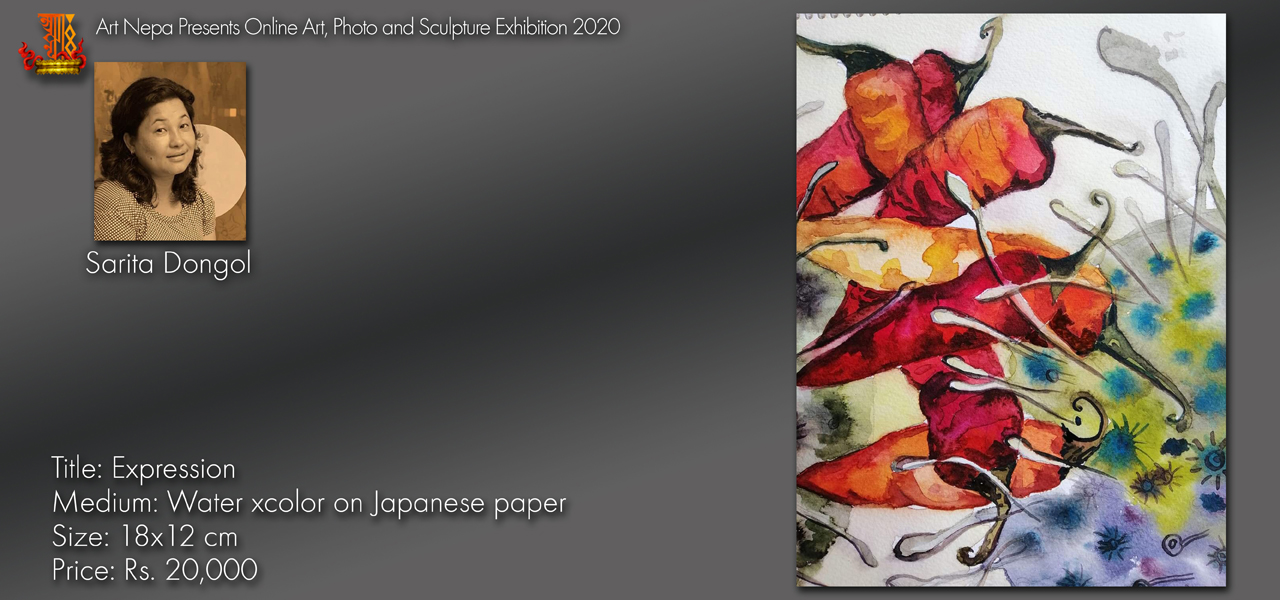 Art Nepa Presents Online Art, Photo and Sculpture Exhibition 2020
Sarita Dongol
Title: Expression
Medium: Water xcolor on Japanese paper
Size: 18x12 cm
Price: Rs. 20,000